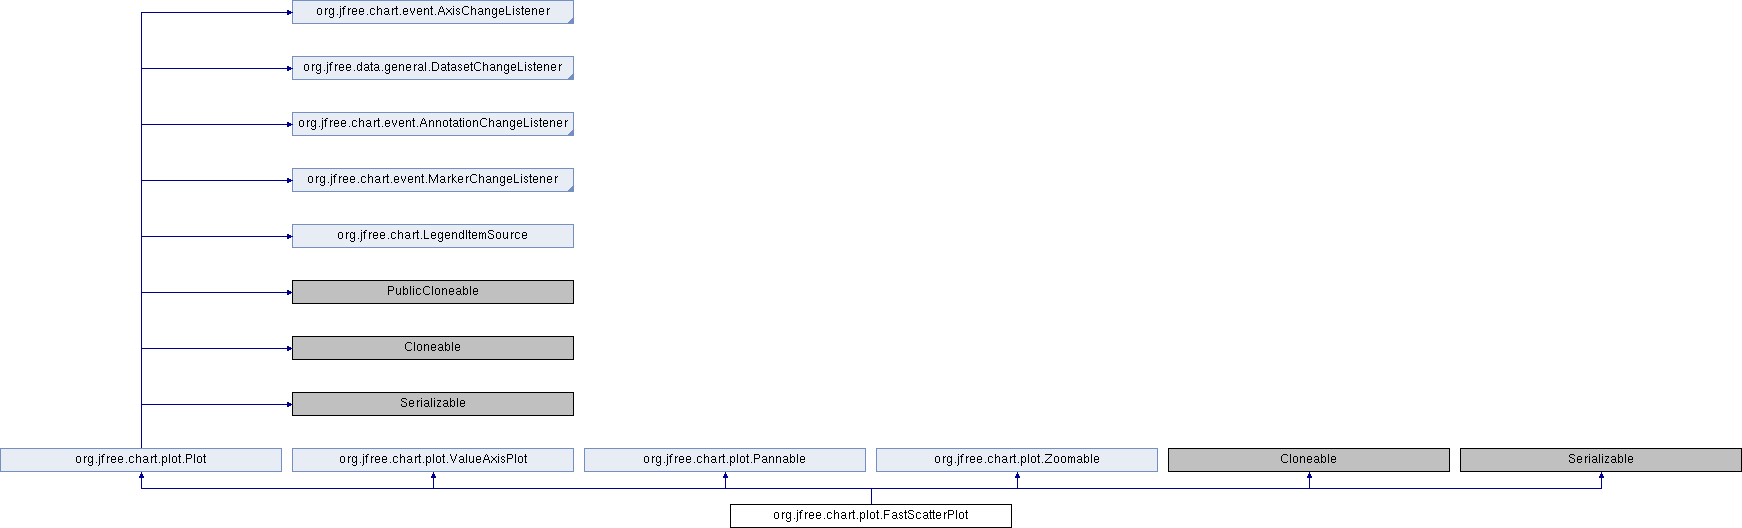 org.jfree.chart.event.AxisChangeListener
org.jfree.data.general.DatasetChangeListener
org.jfree.chart.event.AnnotationChangeListener
org.jfree.chart.event.MarkerChangeListener
org.jfree.chart.LegendItemSource
PublicCloneable
Cloneable
Serializable
org.jfree.chart.plot.Plot
org.jfree.chart.plot.ValueAxisPlot
org.jfree.chart.plot.Pannable
org.jfree.chart.plot.Zoomable
Cloneable
Serializable
org.jfree.chart.plot.FastScatterPlot